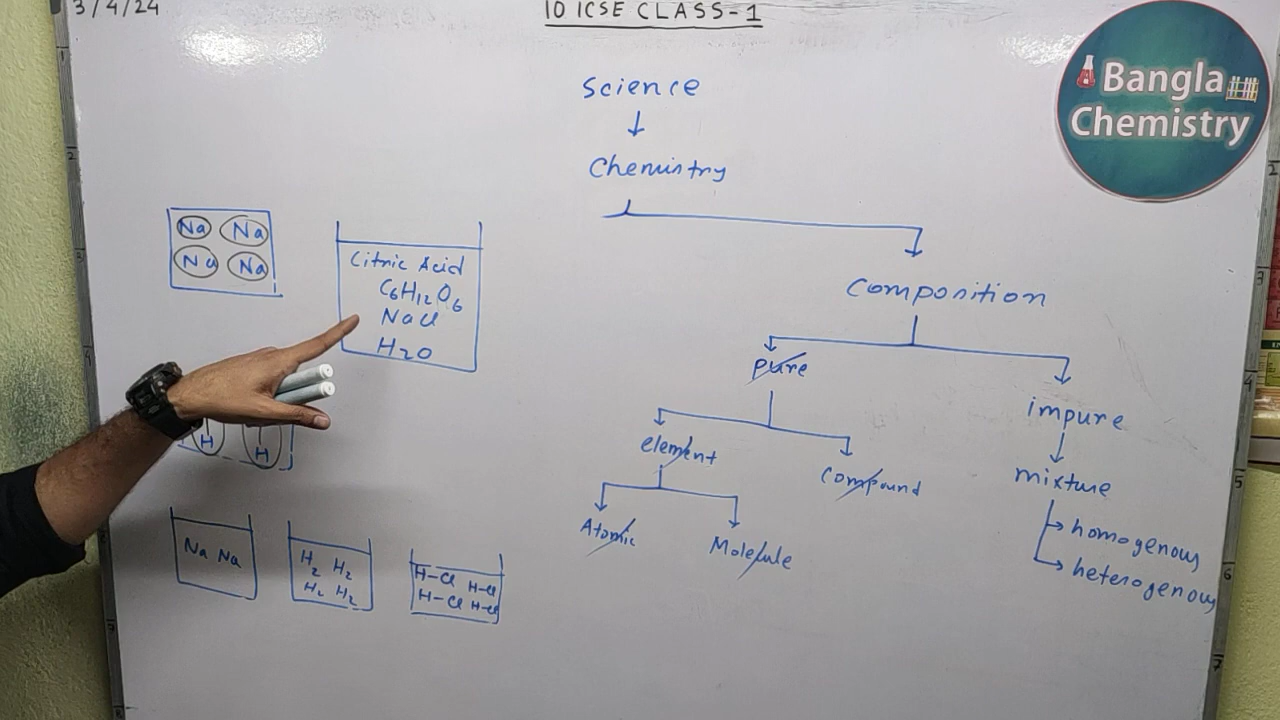 3/4/24
10 ICSE CLASS-1
Bangla
Chemistry
Science
↓
Chemistry
Composition
pure
impure
element
compound
mixture
Atomic
Molecule
→ homogenous
→ heterogenous
Na Na
Na Na
Citric Acid
C6H12O6
NaCl
H2O
H H
Na Na
H2 H2
H2 H2
H-Cl H-Cl
H-Cl H-Cl